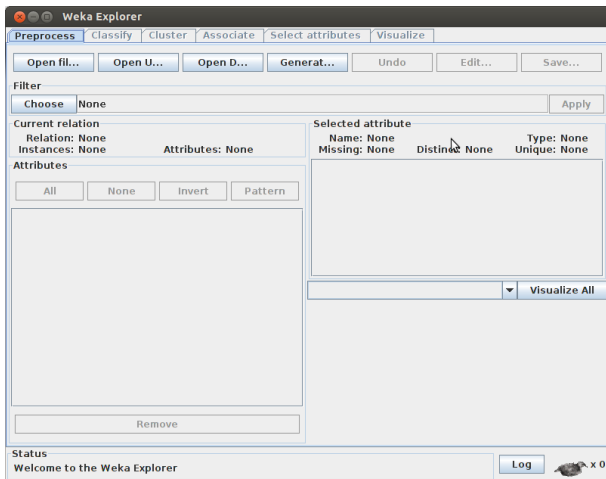 Weka Explorer
Preprocess Classify Cluster Associate Select attributes Visualize
Open fil... Open U... Open D... Generat... Undo Edit... Save...
Filter
Choose None Apply
Current relation
Relation: None
Instances: None Attributes: None
Attributes
All None Invert Pattern
Remove
Selected attribute
Name: None Type: None
Missing: None Distinct: None Unique: None
Visualize All
Status
Welcome to the Weka Explorer
Log x 0